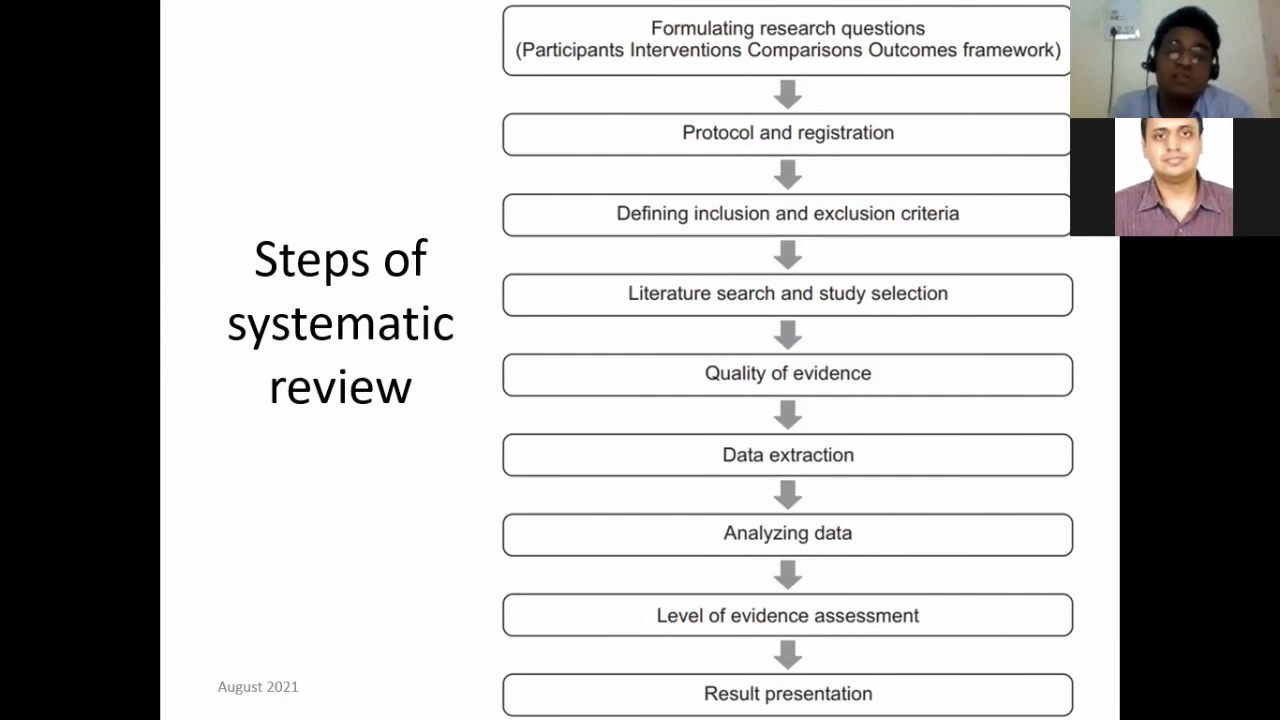 Steps of
systematic
review
Formulating research questions
(Participants Interventions Comparisons Outcomes framework)
Protocol and registration
Defining inclusion and exclusion criteria
Literature search and study selection
Quality of evidence
Data extraction
Analyzing data
Level of evidence assessment
Result presentation
August 2021